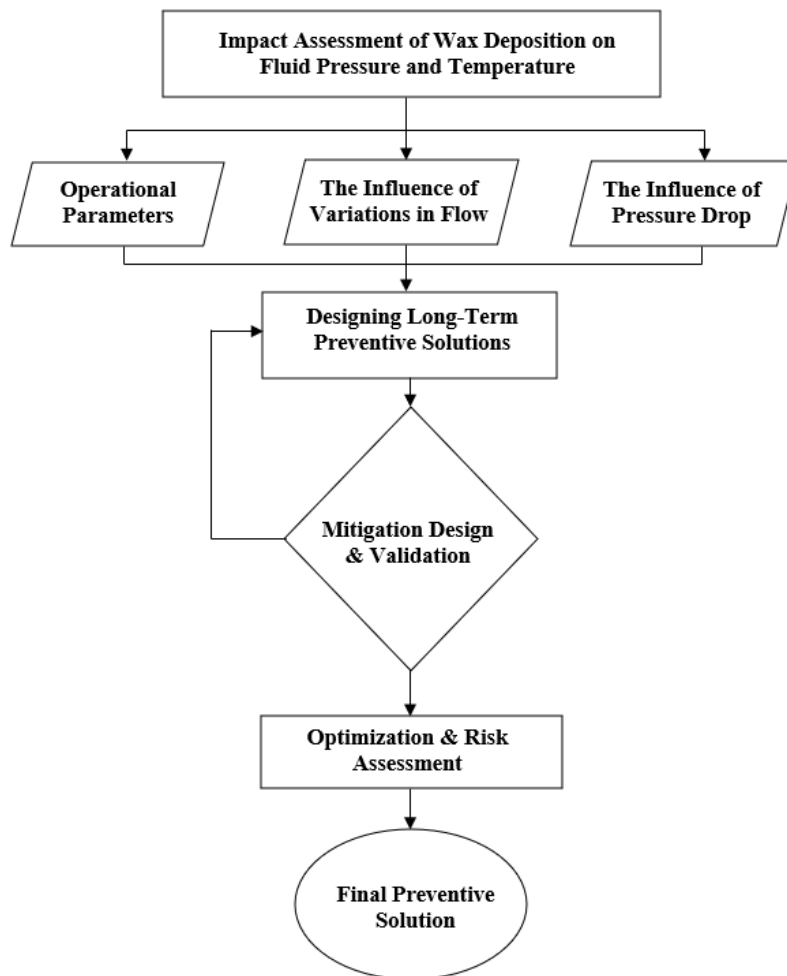 Impact Assessment of Wax Deposition on
Fluid Pressure and Temperature
Operational
Parameters
The Influence of
Variations in Flow
The Influence of
Pressure Drop
Designing Long-Term
Preventive Solutions
Mitigation Design
& Validation
Optimization & Risk
Assessment
Final Preventive
Solution